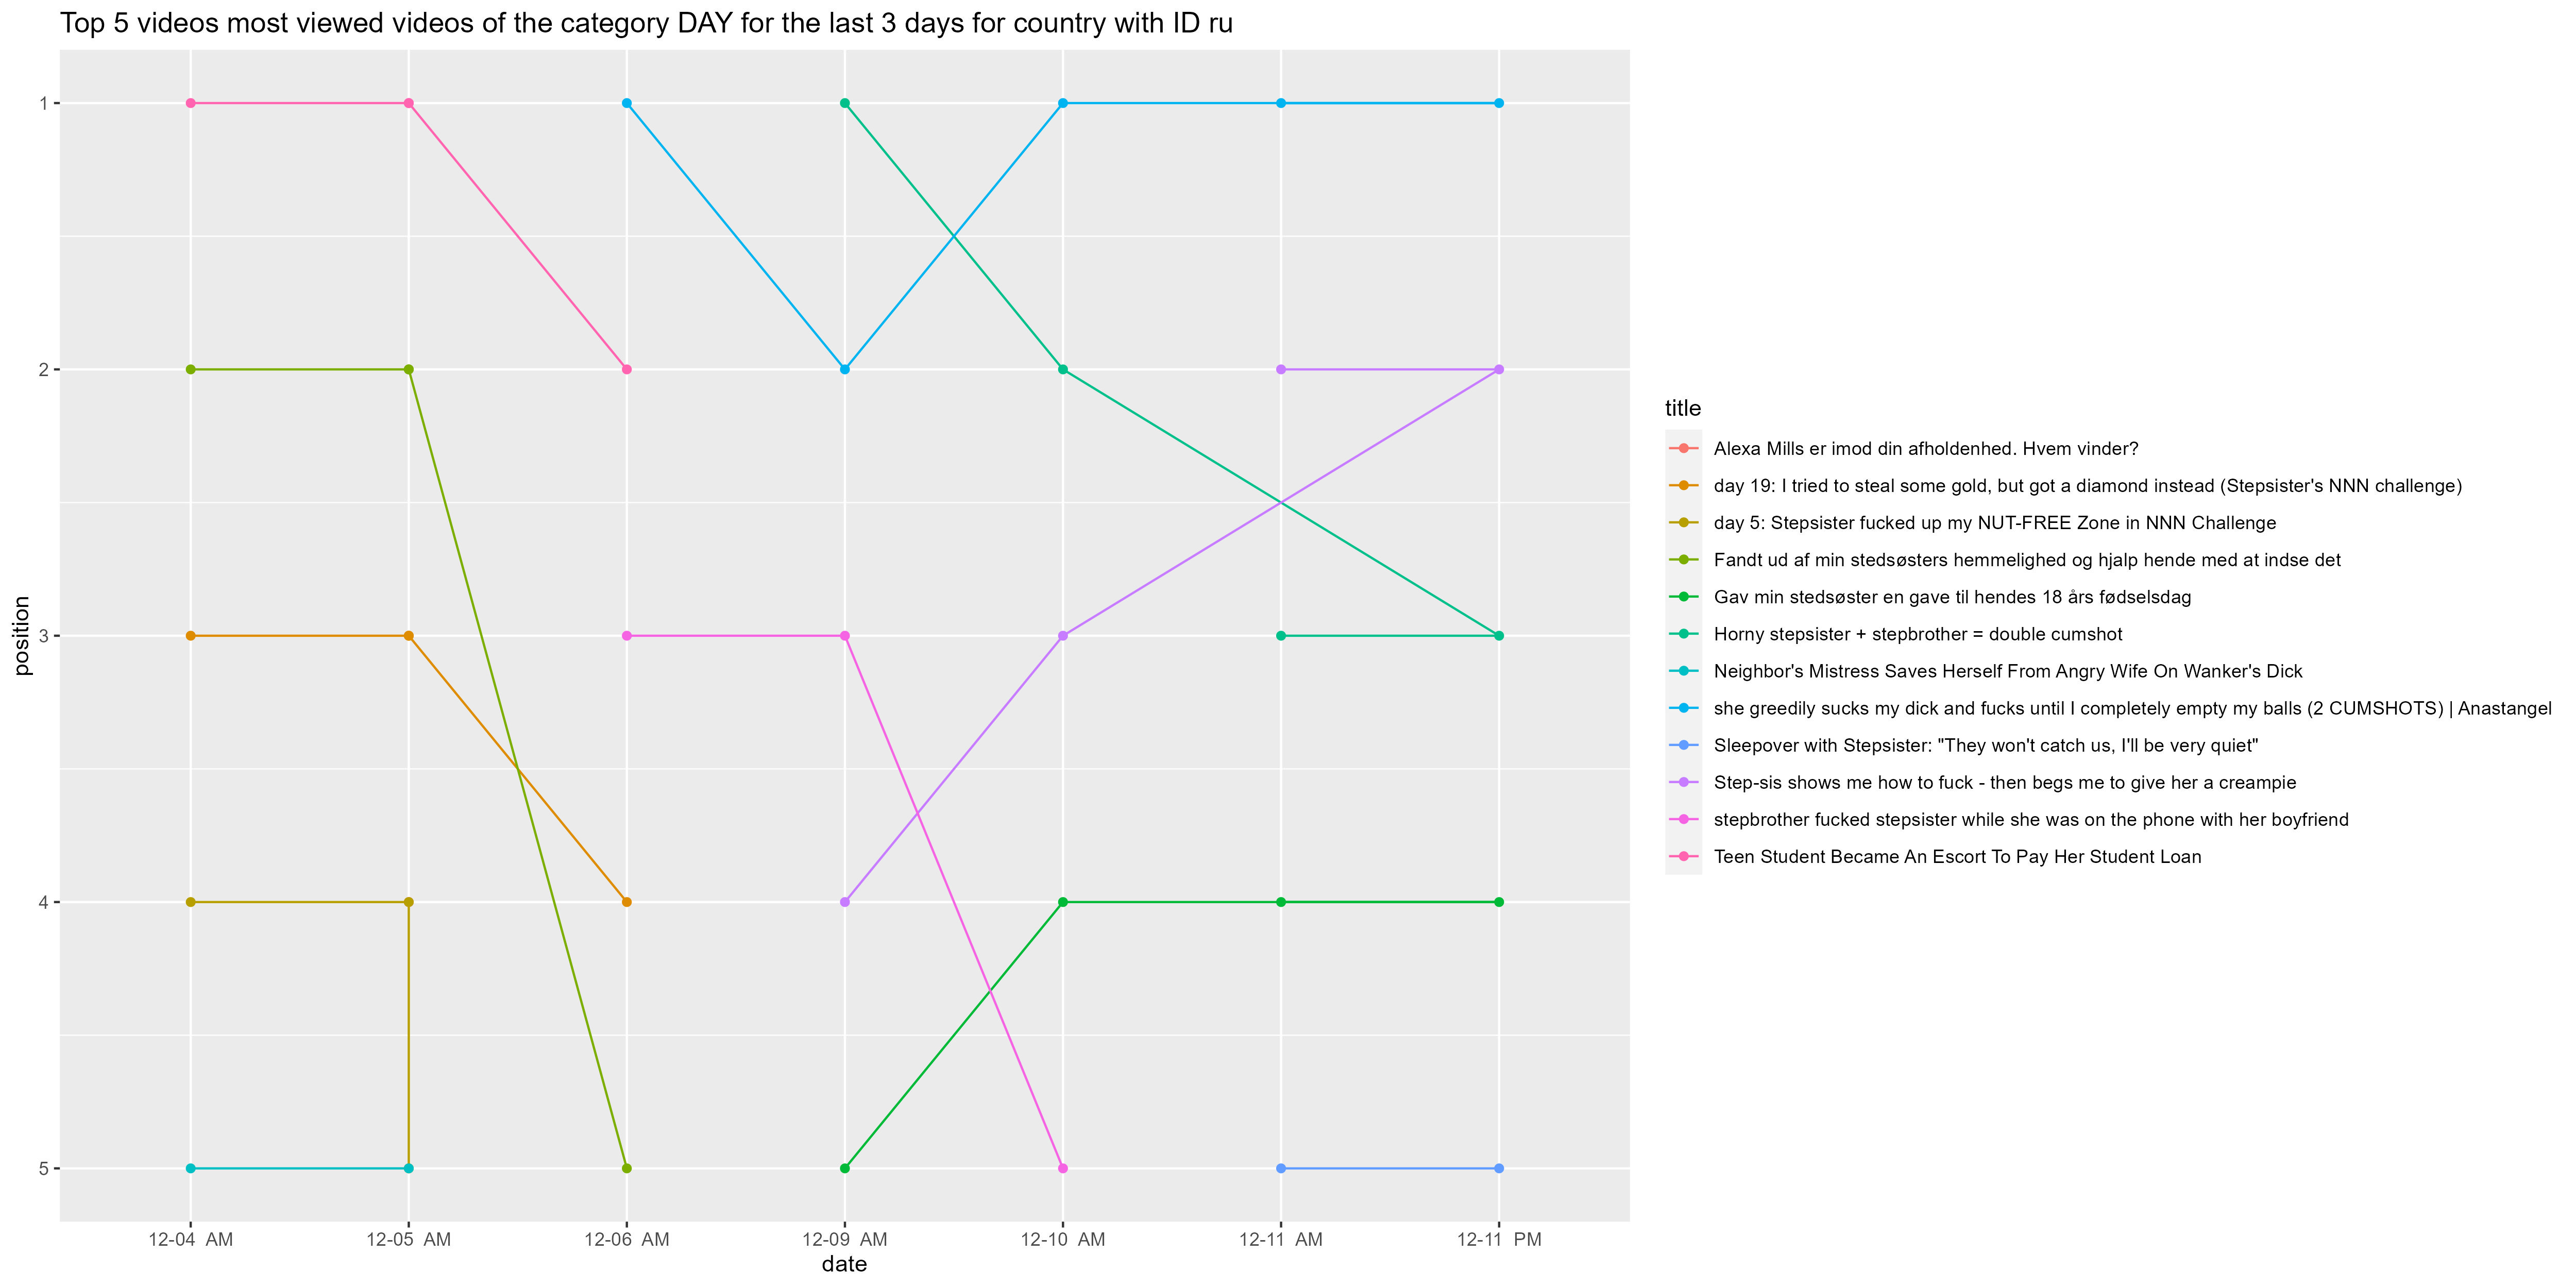 Top 5 videos most viewed videos of the category DAY for the last 3 days for country with ID ru
position
1
2
3
4
5
12-04 AM
12-05 AM
12-06 AM
12-09 AM
12-10 AM
12-11 AM
12-11 PM
date
title
Alexa Mills er imod din afholdenhed. Hvem vinder?
day 19: I tried to steal some gold, but got a diamond instead (Stepsister's NNN challenge)
day 5: Stepsister fucked up my NUT-FREE Zone in NNN Challenge
Fandt ud af min stedsøsters hemmelighed og hjalp hende med at indse det
Gav min stedsøster en gave til hendes 18 års fødselsdag
Horny stepsister + stepbrother = double cumshot
Neighbor's Mistress Saves Herself From Angry Wife On Wanker's Dick
she greedily sucks my dick and fucks until I completely empty my balls (2 CUMSHOTS) | Anastangel
Sleepover with Stepsister: "They won't catch us, I'll be very quiet"
Step-sis shows me how to fuck - then begs me to give her a creampie
stepbrother fucked stepsister while she was on the phone with her boyfriend
Teen Student Became An Escort To Pay Her Student Loan